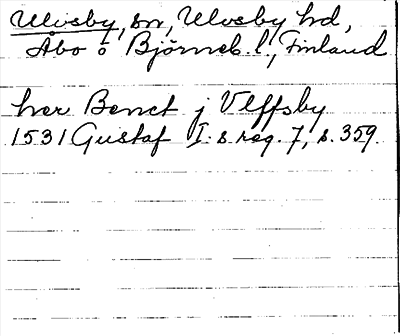 Ulvsby, sn, Ulvsby hd,
Åbo o Björneb. l., Finland
her Benct j Vlffsby
1531 Gustaf I:s reg. 7, s. 359.